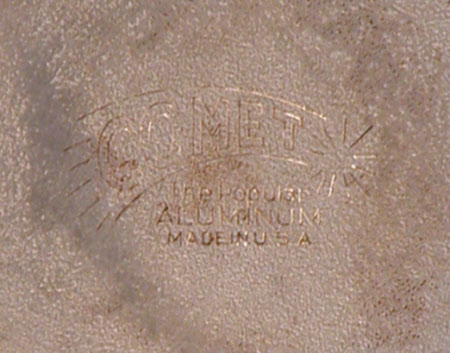 COMET
The Popular
ALUMINUM
MADE IN U.S.A